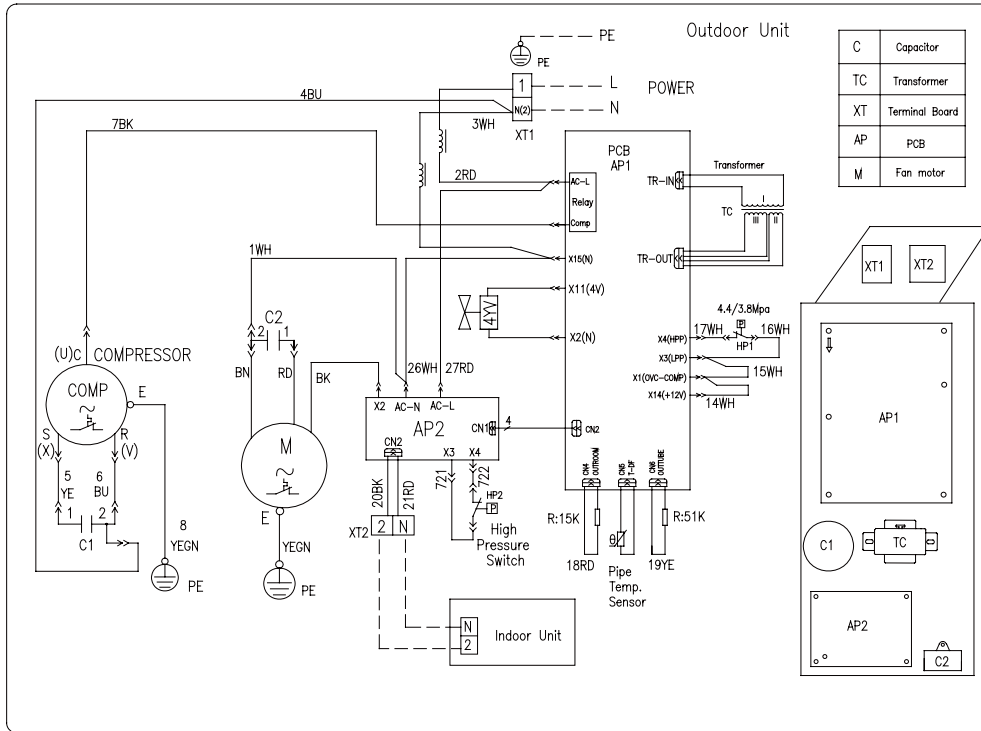 Outdoor Unit
PE
PE
L
POWER
N
1
N(2)
XT1
4BU
3WH
7BK
2RD
1WH
C Capacitor
TC Transformer
XT Terminal Board
AP PCB
M Fan motor
PCB
AP1
AC-L
Relay
Comp
X15(N)
X11(4V)
X2(N)
4YV
TR-IN
TR-OUT
Transformer
TC
I
III
II
4.4/3.8Mpa
P
17WH
16WH
HP1
15WH
14WH
X4(HPP)
X3(LPP)
X1(OVC-COMP)
X14(+12V)
CN2
CN4
OUTROOM
CN5
T-DF
CN6
OUTTUBE
R:15K
18RD
θ
Pipe
Temp.
Sensor
19YE
R:51K
C2
2
1
BN
RD
BK
26WH
27RD
(U)C
COMPRESSOR
COMP
E
S
(X)
R
(V)
5
YE
6
BU
1
2
C1
8
YEGN
PE
M
E
YEGN
PE
X2
AC-N
AC-L
AP2
CN1
4
CN2
X3
X4
20BK
21RD
721
722
HP2
P
High
Pressure
Switch
XT2
2
N
N
2
Indoor Unit
XT1
XT2
AP1
C1
TC
AP2
C2